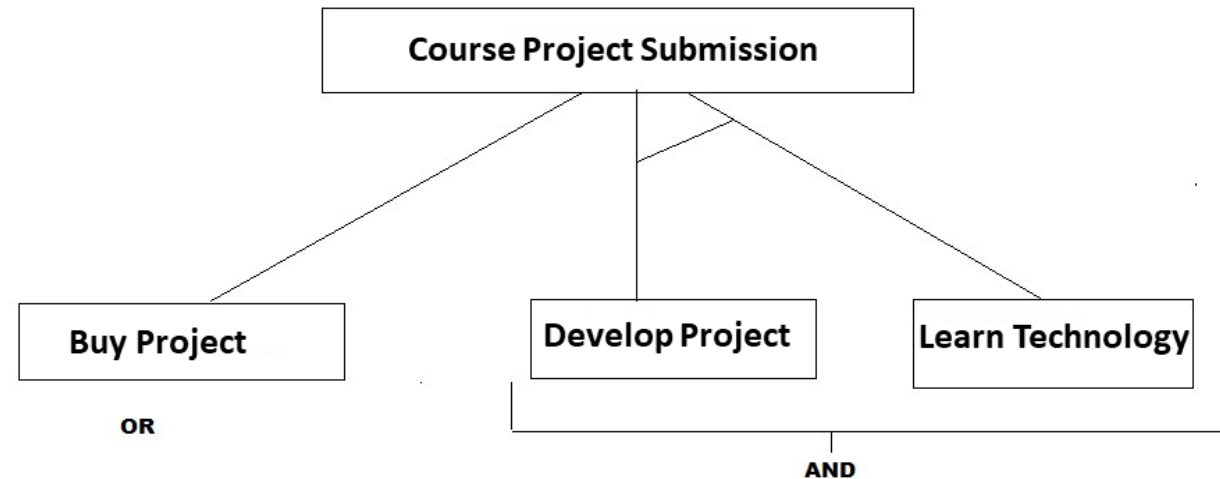 Course Project Submission
Buy Project
Develop Project
Learn Technology
OR
AND